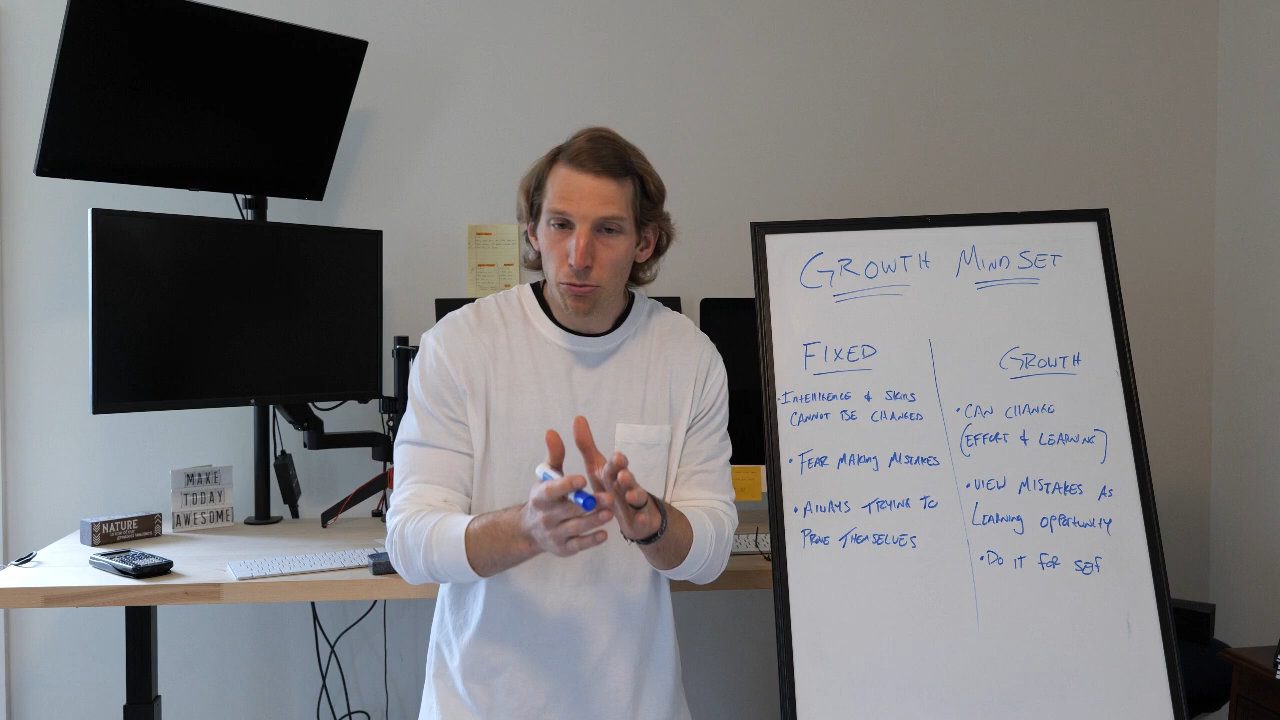 MAKE
TODAY
AWESOME
NATURE
GROWTH MINDSET
FIXED
·INTELLIGENCE & SKILLS
CANNOT BE CHANGED
·FEAR MAKING MISTAKES
·ALWAYS TRYING TO
PROVE THEMSELVES
GROWTH
·CAN CHANGE
(EFFORT & LEARNING)
·VIEW MISTAKES AS
LEARNING OPPORTUNITY
·DO IT FOR SELF